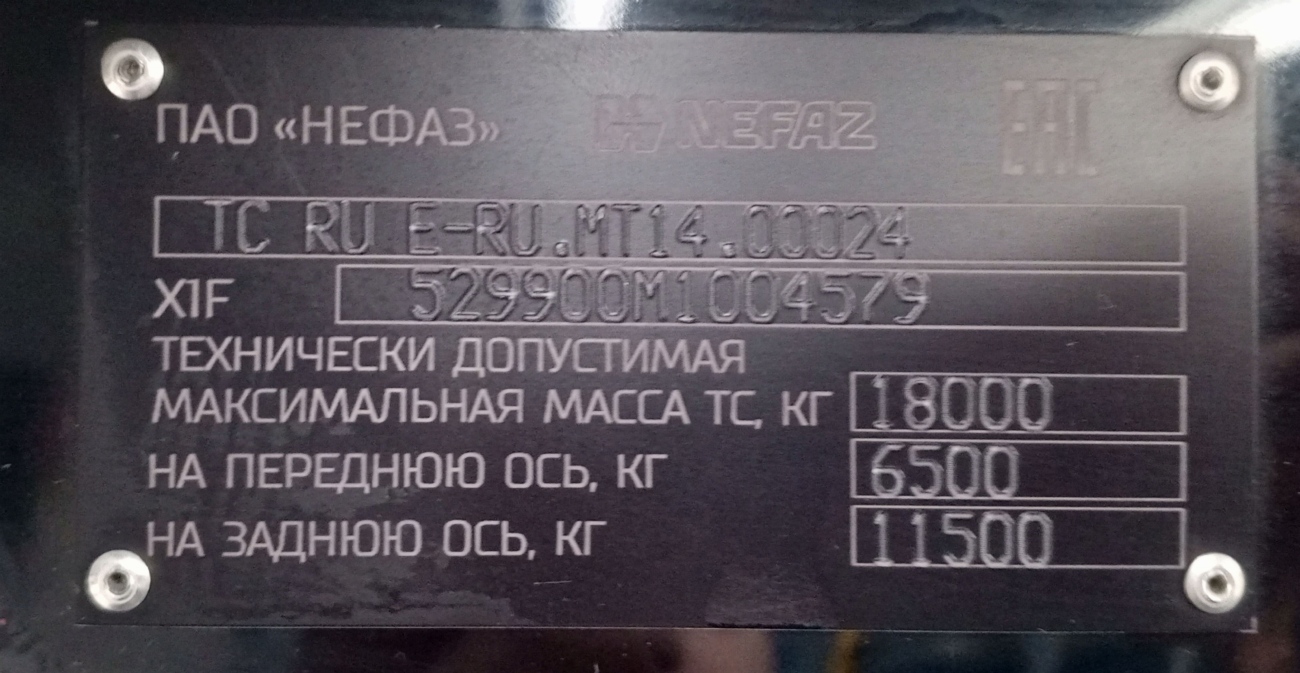 ПАО «НЕФАЗ» NEFAZ EAC
TC RU E-RU.MT14.00024
X1F 529900M1004579
ТЕХНИЧЕСКИ ДОПУСТИМАЯ
МАКСИМАЛЬНАЯ МАССА ТС, КГ 18000
НА ПЕРЕДНЮЮ ОСЬ, КГ 6500
НА ЗАДНЮЮ ОСЬ, КГ 11500